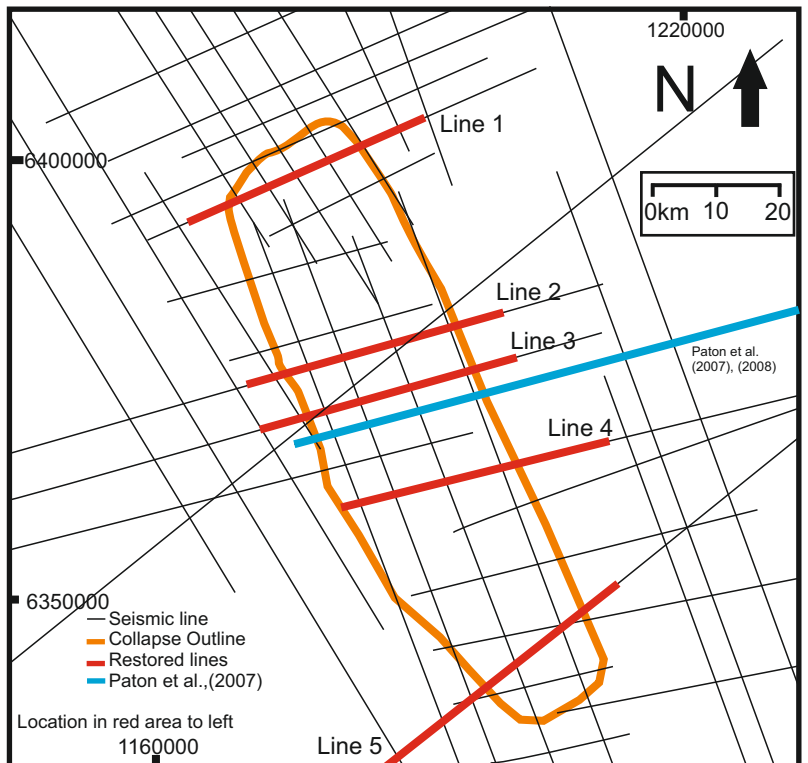 1220000
N
Line 1
6400000
0km 10 20
Line 2
Line 3
Paton et al.
(2007), (2008)
Line 4
6350000
Seismic line
Collapse Outline
Restored lines
Paton et al.,(2007)
Location in red area to left
1160000
Line 5